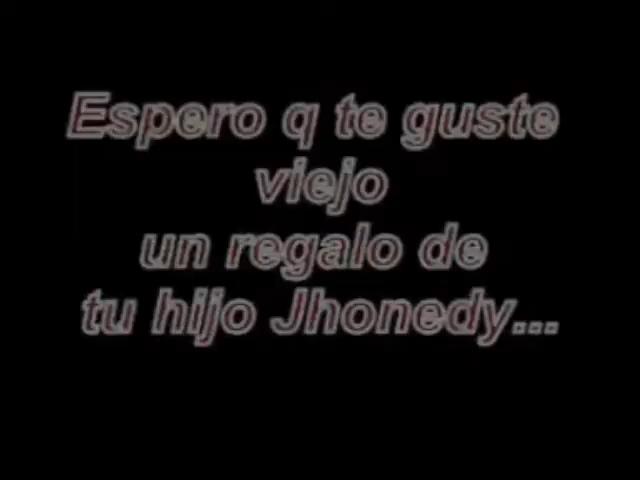 Espero q te guste
viejo
un regalo de
tu hijo Jhonedy...